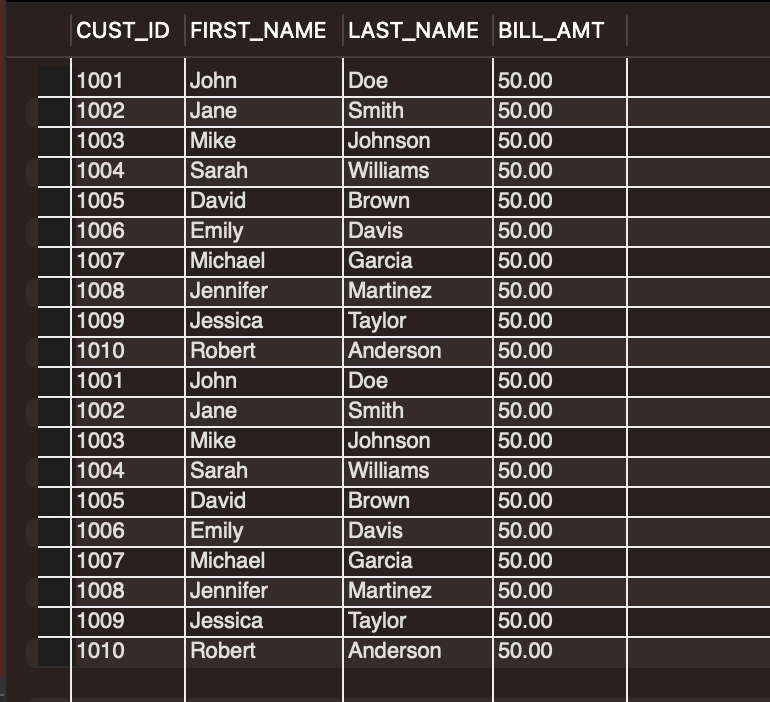 CUST_ID FIRST_NAME LAST_NAME BILL_AMT
1001 John Doe 50.00
1002 Jane Smith 50.00
1003 Mike Johnson 50.00
1004 Sarah Williams 50.00
1005 David Brown 50.00
1006 Emily Davis 50.00
1007 Michael Garcia 50.00
1008 Jennifer Martinez 50.00
1009 Jessica Taylor 50.00
1010 Robert Anderson 50.00
1001 John Doe 50.00
1002 Jane Smith 50.00
1003 Mike Johnson 50.00
1004 Sarah Williams 50.00
1005 David Brown 50.00
1006 Emily Davis 50.00
1007 Michael Garcia 50.00
1008 Jennifer Martinez 50.00
1009 Jessica Taylor 50.00
1010 Robert Anderson 50.00